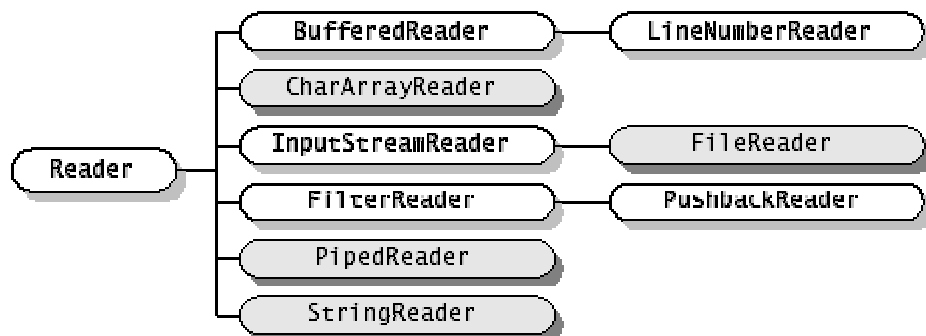 BufferedReader
LineNumberReader
CharArrayReader
InputStreamReader
FileReader
Reader
FilterReader
PushbackReader
PipedReader
StringReader